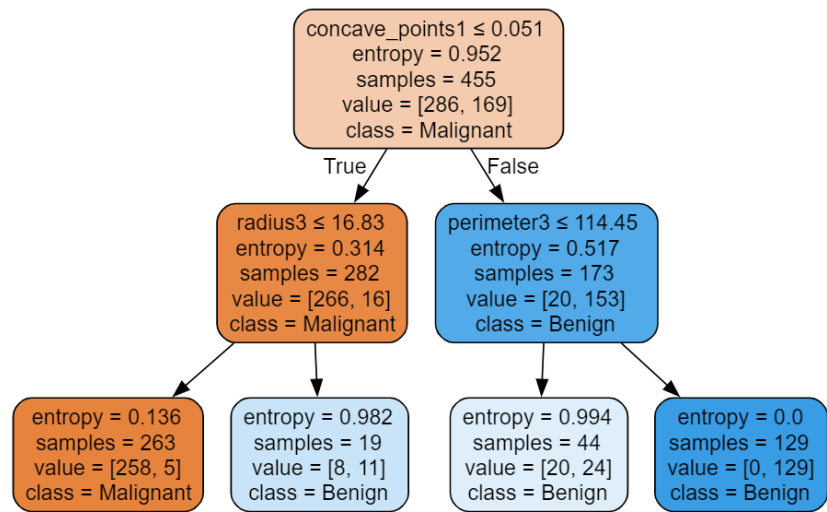 concave_points1 ≤ 0.051
entropy = 0.952
samples = 455
value = [286, 169]
class = Malignant
True
False
radius3 ≤ 16.83
entropy = 0.314
samples = 282
value = [266, 16]
class = Malignant
perimeter3 ≤ 114.45
entropy = 0.517
samples = 173
value = [20, 153]
class = Benign
entropy = 0.136
samples = 263
value = [258, 5]
class = Malignant
entropy = 0.982
samples = 19
value = [8, 11]
class = Benign
entropy = 0.994
samples = 44
value = [20, 24]
class = Benign
entropy = 0.0
samples = 129
value = [0, 129]
class = Benign